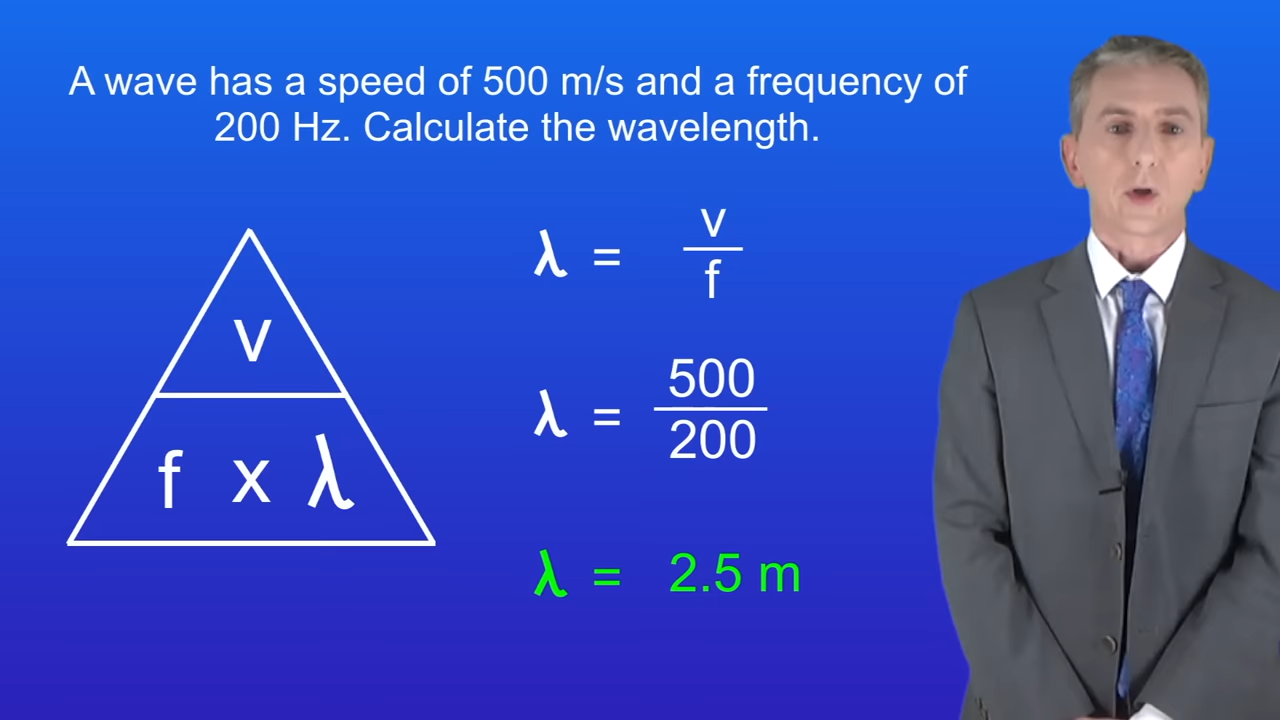 A wave has a speed of 500 m/s and a frequency of
200 Hz. Calculate the wavelength.
v
f x λ
λ = v
f
λ = 500
200
λ = 2.5 m